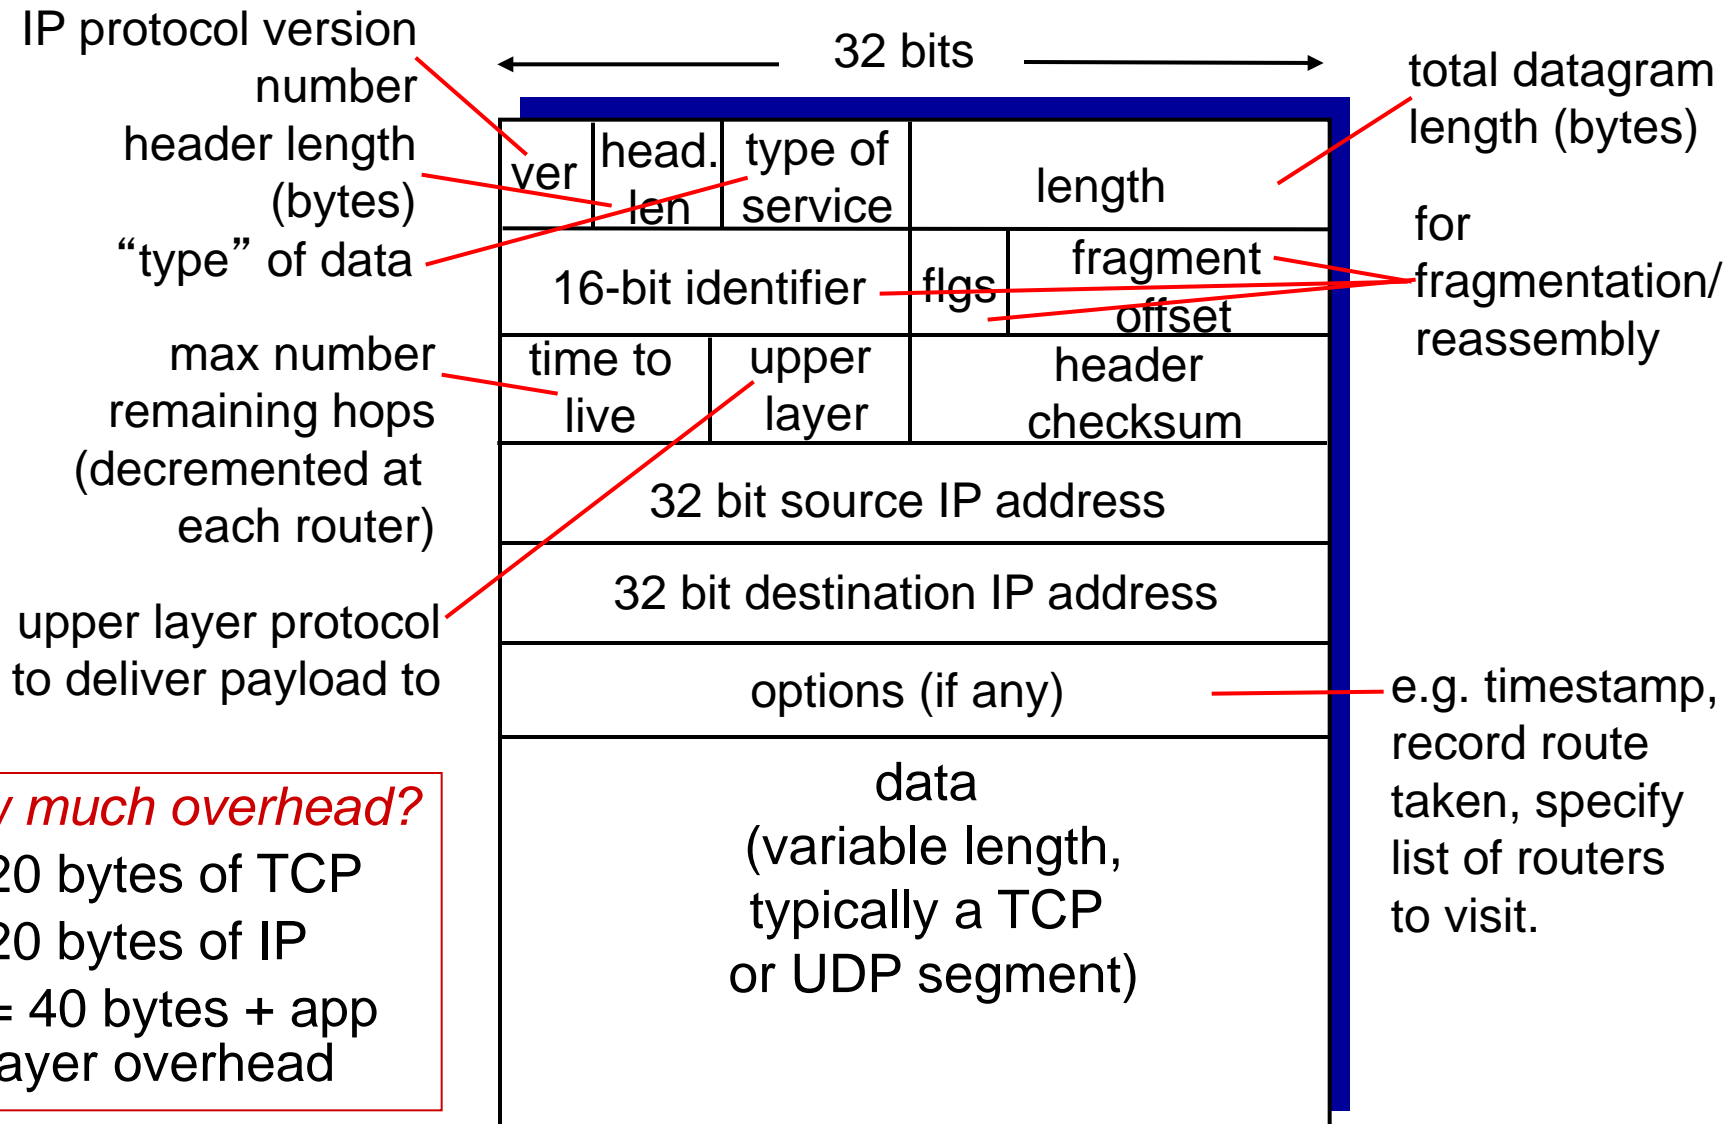 IP protocol version
number
header length
(bytes)
“type” of data
max number
remaining hops
(decremented at
each router)
upper layer protocol
to deliver payload to
much overhead?
20 bytes of TCP
20 bytes of IP
= 40 bytes + app
overhead
32 bits
ver
head.
len
type of
service
length
16-bit identifier
flgs
fragment
offset
time to
live
upper
layer
header
checksum
32 bit source IP address
32 bit destination IP address
options (if any)
data
(variable length,
typically a TCP
or UDP segment)
total datagram
length (bytes)
for
fragmentation/
reassembly
e.g. timestamp,
record route
taken, specify
list of routers
to visit.